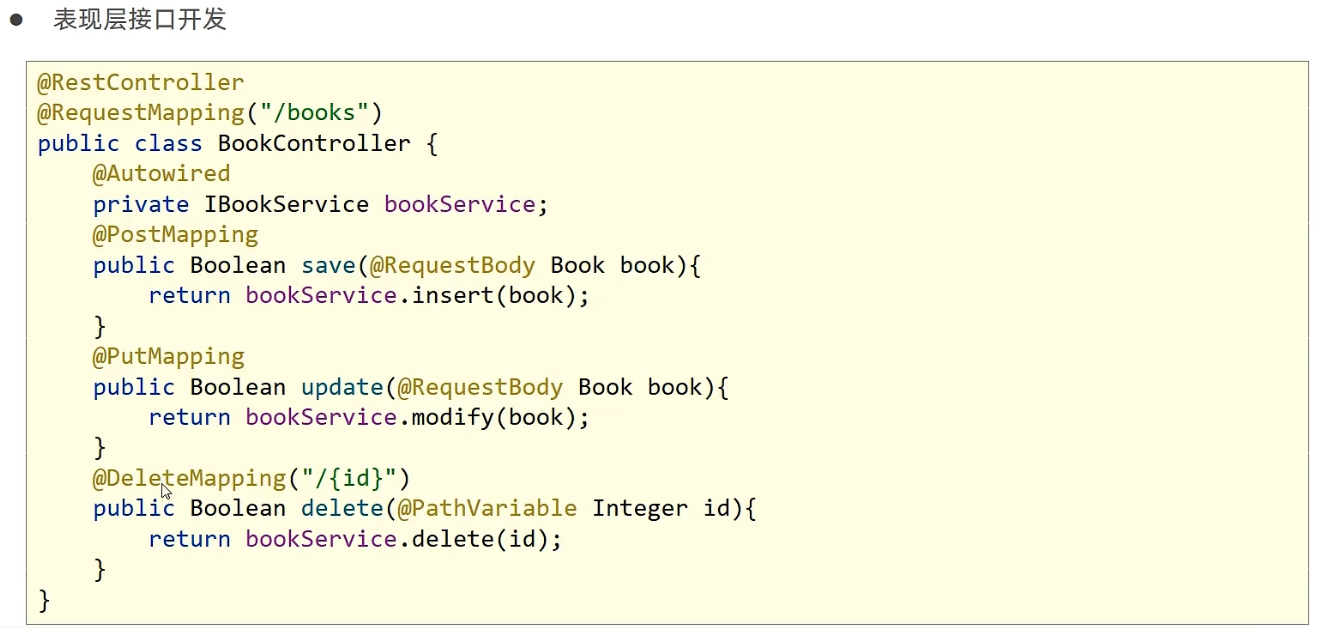 ● 表现层接口开发
@RestController
@RequestMapping("/books")
public class BookController {
    @Autowired
    private IBookService bookService;
    @PostMapping
    public Boolean save(@RequestBody Book book){
        return bookService.insert(book);
    }
    @PutMapping
    public Boolean update(@RequestBody Book book){
        return bookService.modify(book);
    }
    @DeleteMapping("/{id}")
    public Boolean delete(@PathVariable Integer id){
        return bookService.delete(id);
    }
}